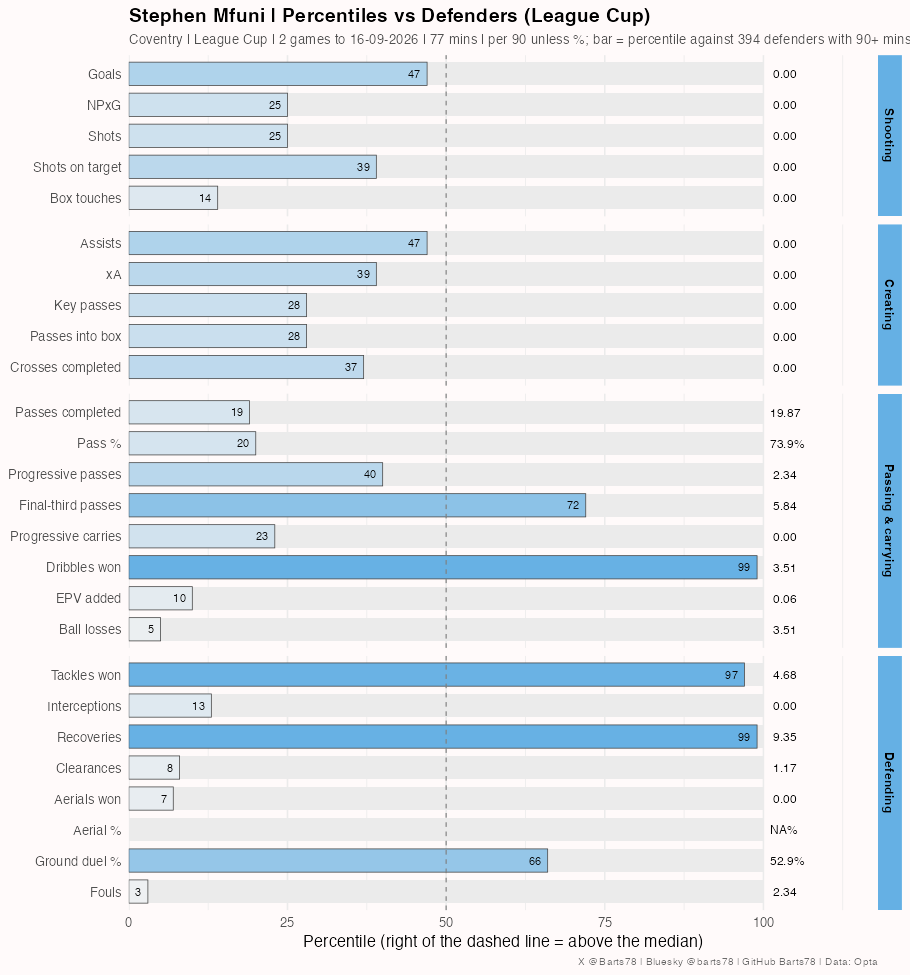 Stephen Mfuni | Percentiles vs Defenders (League Cup)
Coventry | League Cup | 2 games to 16-09-2026 | 77 mins | per 90 unless %; bar = percentile against 394 defenders with 90+ mins
Goals 47 0.00
NPxG 25 0.00
Shots 25 0.00
Shots on target 39 0.00
Box touches 14 0.00
Shooting
Assists 47 0.00
xA 39 0.00
Key passes 28 0.00
Passes into box 28 0.00
Crosses completed 37 0.00
Creating
Passes completed 19 19.87
Pass % 20 73.9%
Progressive passes 40 2.34
Final-third passes 72 5.84
Progressive carries 23 0.00
Dribbles won 99 3.51
EPV added 10 0.06
Ball losses 5 3.51
Passing & carrying
Tackles won 97 4.68
Interceptions 13 0.00
Recoveries 99 9.35
Clearances 8 1.17
Aerials won 7 0.00
Aerial % NA%
Ground duel % 66 52.9%
Fouls 3 2.34
Defending
0 25 50 75 100
Percentile (right of the dashed line = above the median)
X @Barts78 | Bluesky @barts78 | GitHub Barts78 | Data: Opta